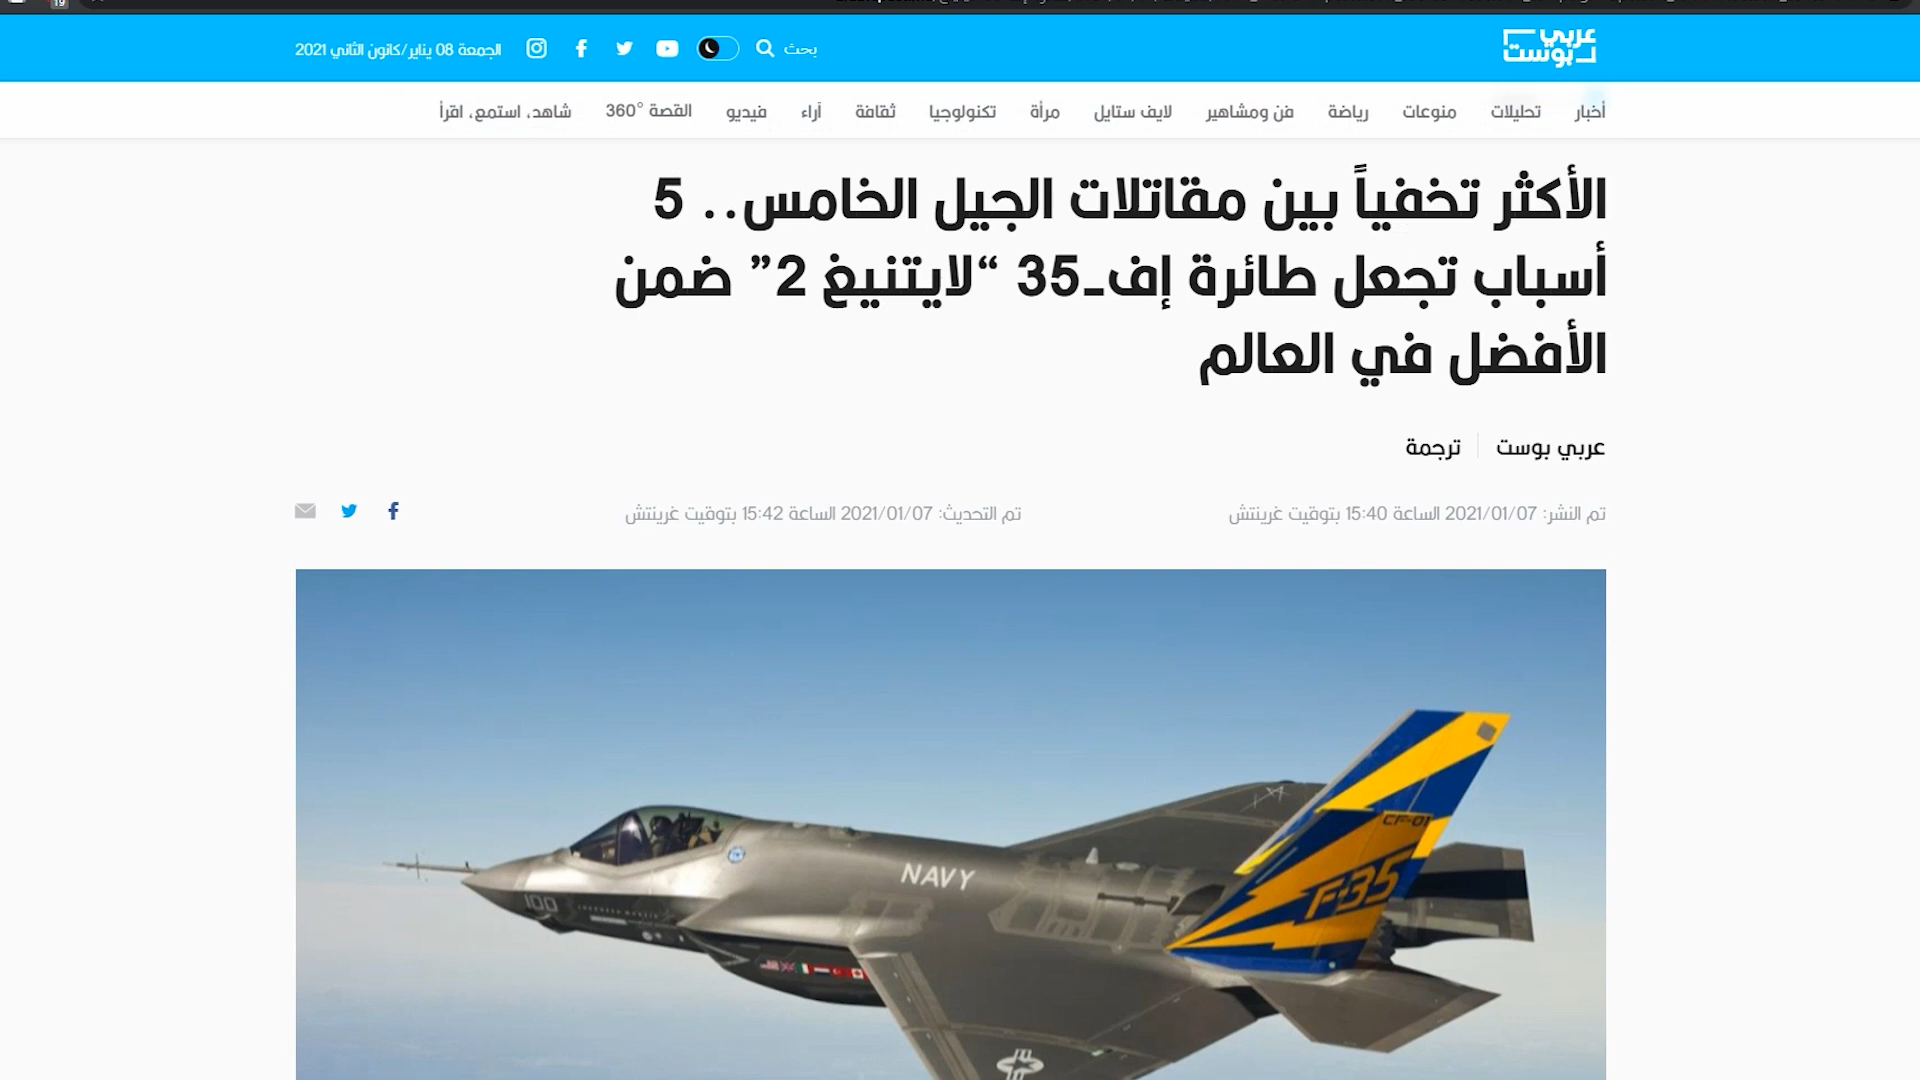 عربي
بوست
بحث
الجمعة 08 يناير/كانون الثاني 2021
أخبار
تحليلات
منوعات
رياضة
فن ومشاهير
لايف ستايل
مرأة
تكنولوجيا
ثقافة
آراء
فيديو
القصة °360
شاهد، استمع، اقرأ
الأكثر تخفياً بين مقاتلات الجيل الخامس.. 5
أسباب تجعل طائرة إف-35 “لايتنيغ 2” ضمن
الأفضل في العالم
عربي بوست | ترجمة
تم النشر: 2021/01/07 الساعة 15:40 بتوقيت غرينتش
تم التحديث: 2021/01/07 الساعة 15:42 بتوقيت غرينتش
CF-01
F-35
NAVY
100
19